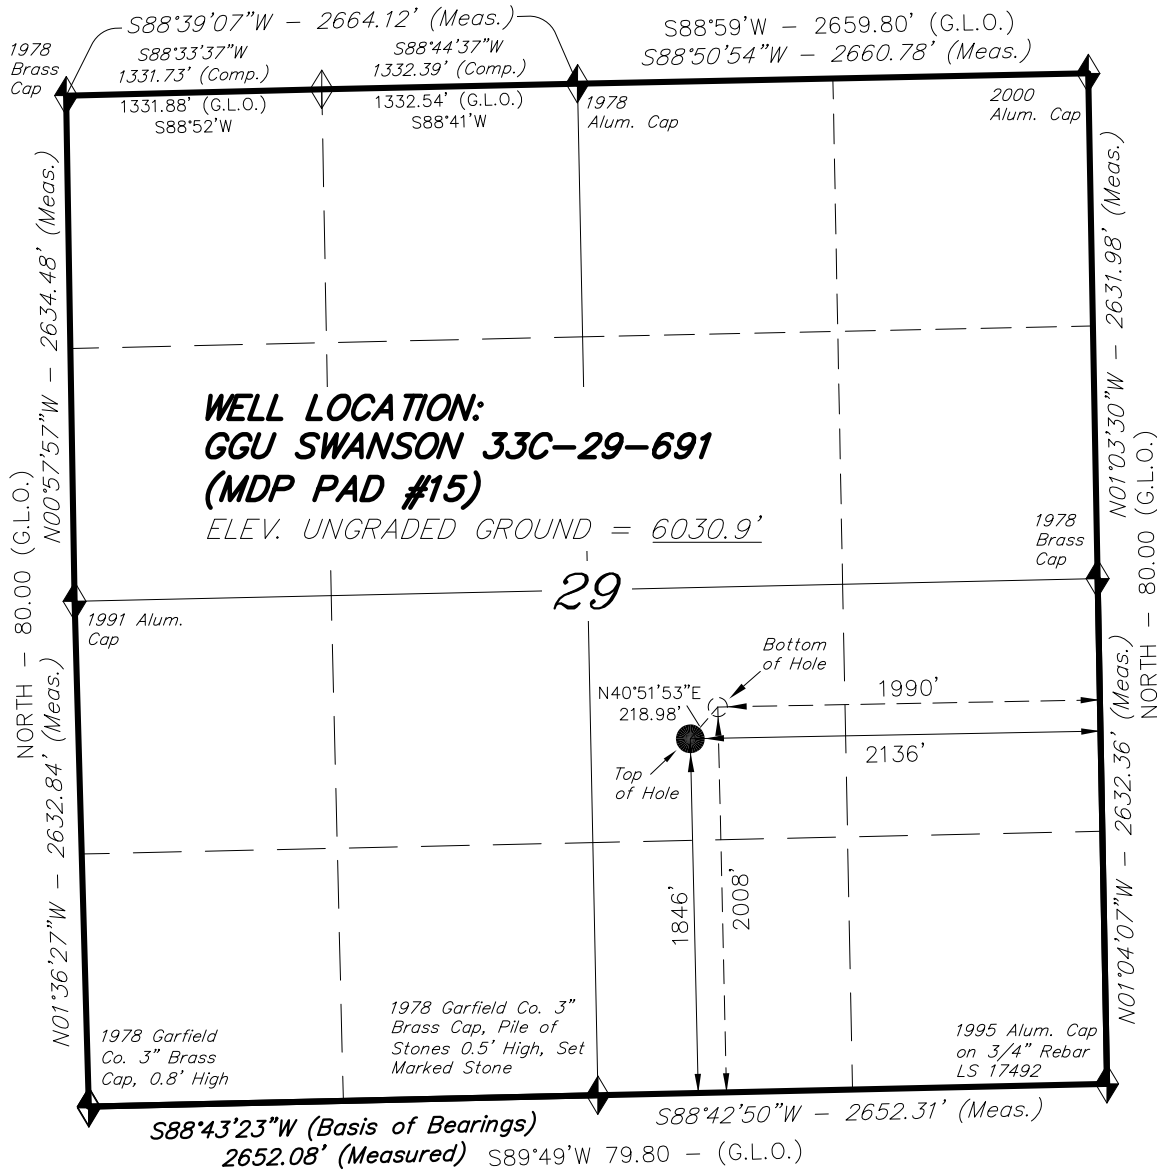 S88°39'07"W - 2664.12' (Meas.)
S88°59'W - 2659.80' (G.L.O.)
S88°50'54"W - 2660.78' (Meas.)
1978
Brass
Cap
S88°33'37"W
1331.73' (Comp.)
S88°44'37"W
1332.39' (Comp.)
1331.88' (G.L.O.)
S88°52'W
1332.54' (G.L.O.)
S88°41'W
1978
Alum. Cap
2000
Alum. Cap
N00°57'57"W - 2634.48' (Meas.)
N01°03'30"W - 2631.98' (Meas.)
WELL LOCATION:
GGU SWANSON 33C-29-691
(MDP PAD #15)
ELEV. UNGRADED GROUND = 6030.9'
NORTH - 80.00 (G.L.O.)
NORTH - 80.00 (G.L.O.)
1978
Brass
Cap
29
1991 Alum.
Cap
Bottom
of Hole
N40°51'53"E
218.98'
1990'
2136'
Top
of Hole
1846'
2008'
N01°36'27"W - 2632.84' (Meas.)
N01°04'07"W - 2632.36' (Meas.)
1978 Garfield
Co. 3" Brass
Cap, 0.8' High
1978 Garfield Co. 3"
Brass Cap, Pile of
Stones 0.5' High, Set
Marked Stone
1995 Alum. Cap
on 3/4" Rebar
LS 17492
S88°43'23"W (Basis of Bearings)
2652.08' (Measured)
S88°42'50"W - 2652.31' (Meas.)
S89°49'W 79.80 - (G.L.O.)